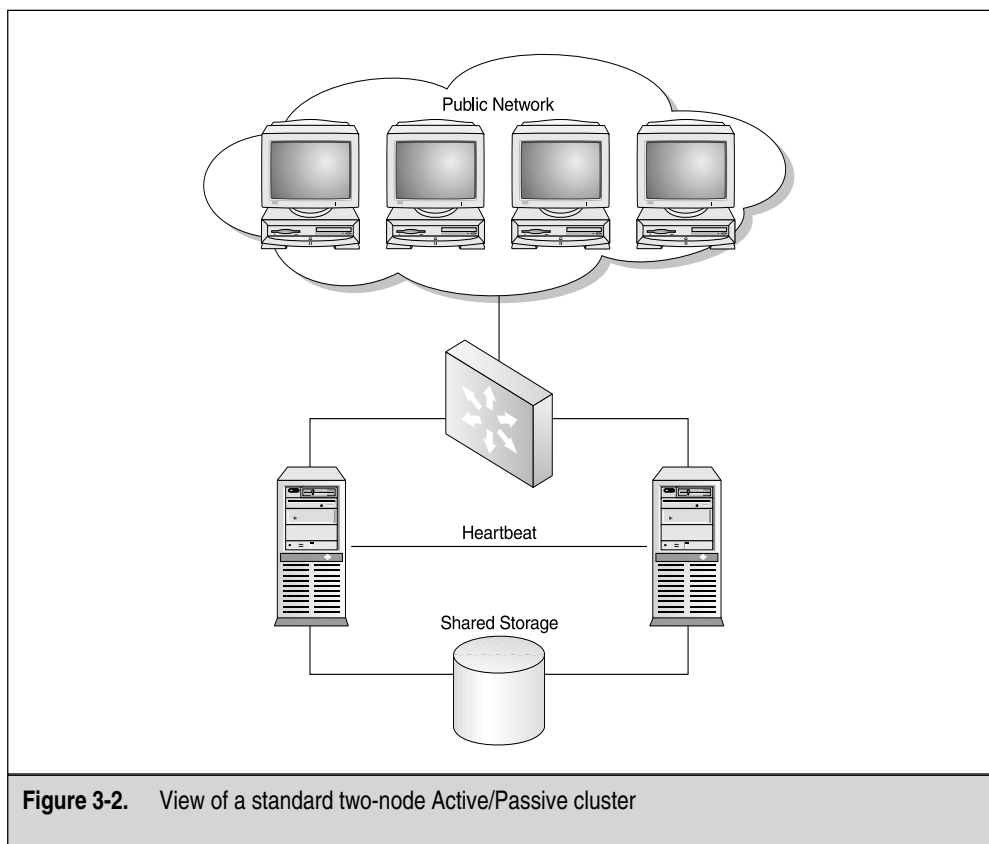 Public Network
Heartbeat
Shared Storage
Figure 3-2. View of a standard two-node Active/Passive cluster